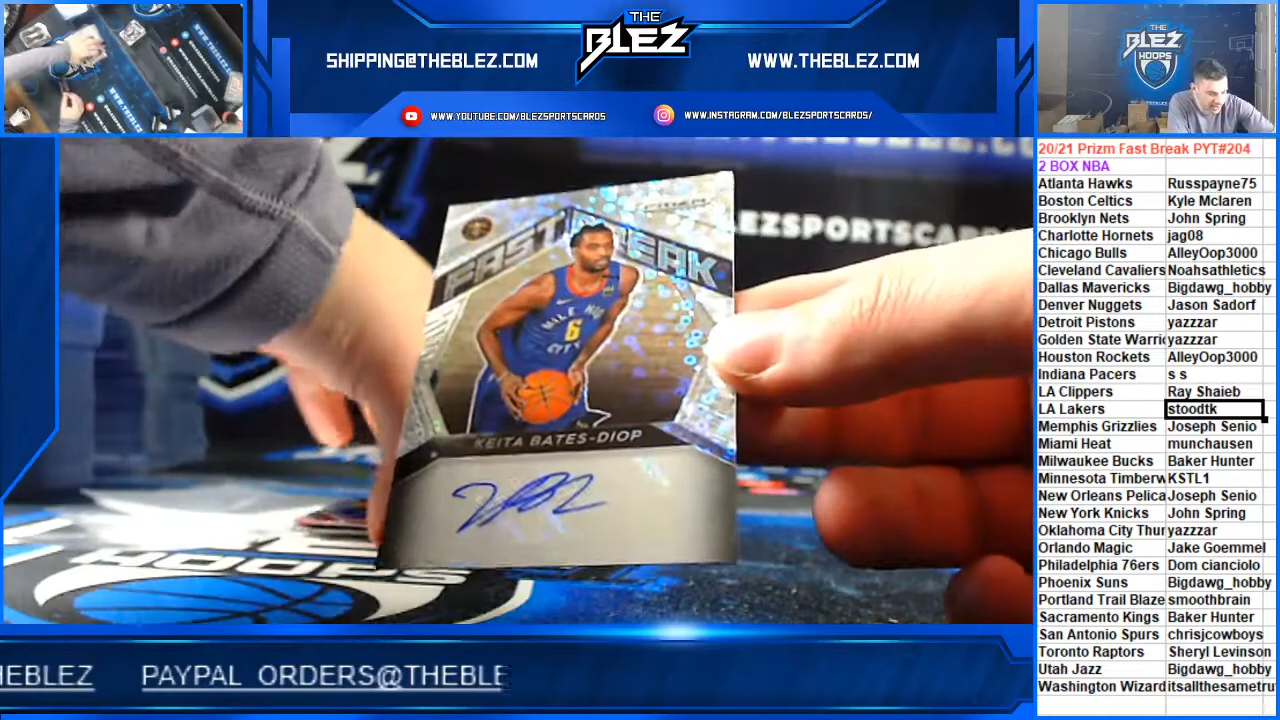 SHIPPING@THEBLEZ.COM
THE
BLEZ
WWW.THEBLEZ.COM
WWW.YOUTUBE.COM/BLEZSPORTSCARDS
WWW.INSTAGRAM.COM/BLEZSPORTSCARDS/
THE
BLEZ
HOOPS
20/21 Prizm Fast Break PYT#204
2 BOX NBA
Atlanta Hawks Russpayne75
Boston Celtics Kyle Mclaren
Brooklyn Nets John Spring
Charlotte Hornets jag08
Chicago Bulls AlleyOop3000
Cleveland Cavaliers Noahsathletics
Dallas Mavericks Bigdawg_hobby
Denver Nuggets Jason Sadorf
Detroit Pistons yazzzar
Golden State Warri yazzzar
Houston Rockets AlleyOop3000
Indiana Pacers s s
LA Clippers Ray Shaieb
LA Lakers stoodtk
Memphis Grizzlies Joseph Senio
Miami Heat munchausen
Milwaukee Bucks Baker Hunter
Minnesota Timberw KSTL1
New Orleans Pelica Joseph Senio
New York Knicks John Spring
Oklahoma City Thur yazzzar
Orlando Magic Jake Goemmel
Philadelphia 76ers Dom cianciolo
Phoenix Suns Bigdawg_hobby
Portland Trail Blaze smoothbrain
Sacramento Kings Baker Hunter
San Antonio Spurs chrisjcowboys
Toronto Raptors Sheryl Levinson
Utah Jazz Bigdawg_hobby
Washington Wizard itsallthesametru
LEZSPORTSCARDS
FAST BREAK
MILE HIGH
6
CITY
KEITA BATES-DIOP
HOOPS
HEBLEZ PAYPAL ORDERS@THEBLE